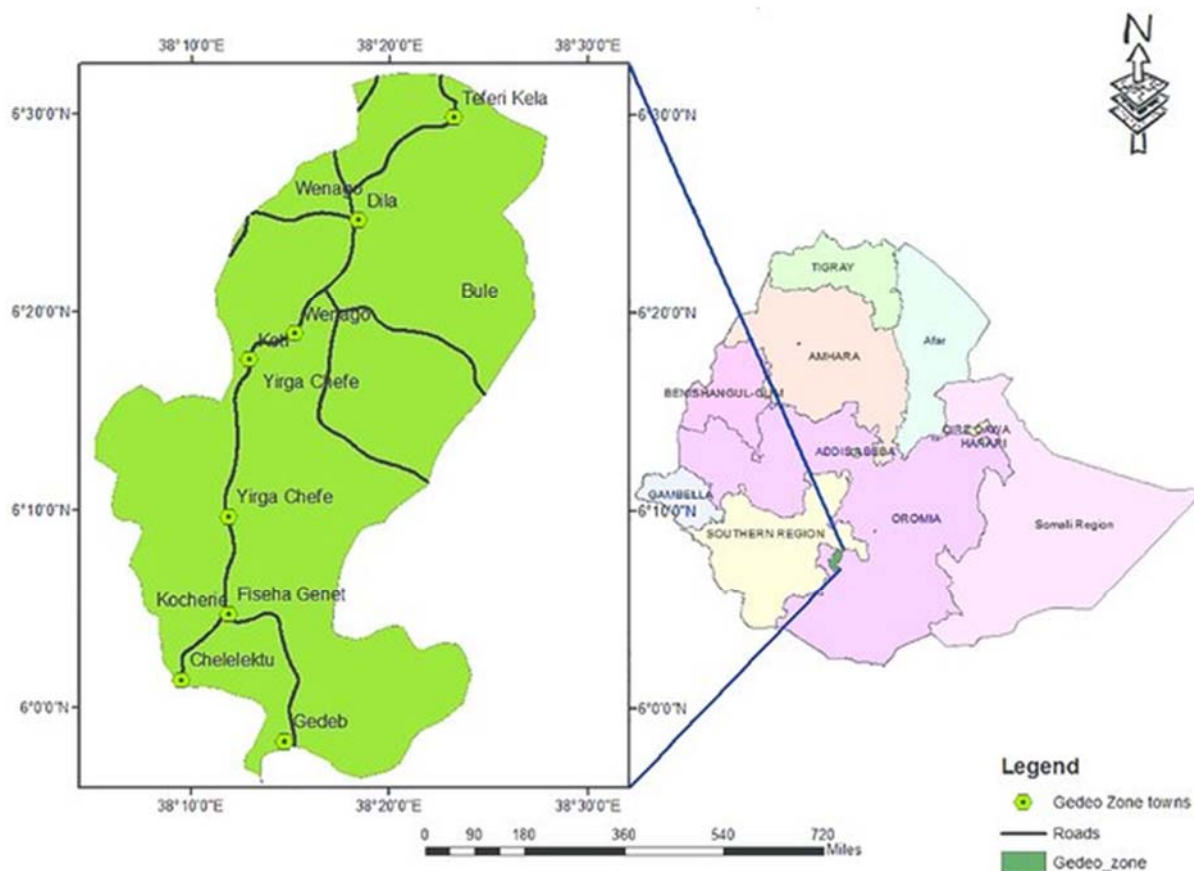 38°10'0"E 38°20'0"E 38°30'0"E
N
6°30'0"N
6°30'0"N
Teferi Kela
Wenago
Dila
6°20'0"N
6°20'0"N
Bule
Wenago
Koti
Yirga Chefe
6°10'0"N
6°10'0"N
Yirga Chefe
Kocherie
Fiseha Genet
Chelelektu
6°0'0"N
6°0'0"N
Gedeb
38°10'0"E 38°20'0"E 38°30'0"E
TIGRAY
Afar
AMHARA
BENISHANGUL-GUM
DIRE DAWA
HARARI
ADDIS ABEBA
GAMBELLA
SOUTHERN REGION
OROMIA
Somali Region
Legend
Gedeo Zone towns
Roads
Gedeo_zone
0 90 180 360 540 720
Miles